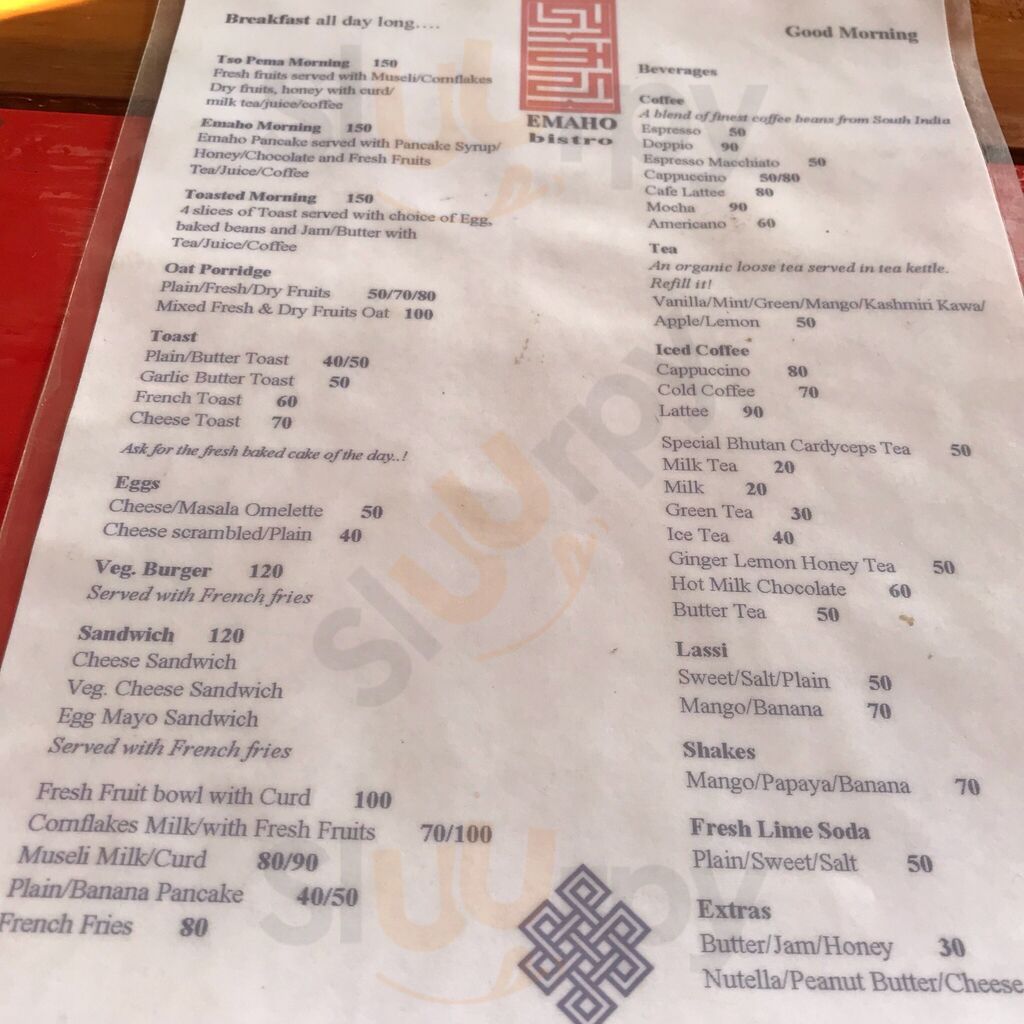 Breakfast all day long....
Tso Pema Morning 150
Fresh fruits served with Museli/Cornflakes
Dry fruits, honey with curd/
milk tea/juice/coffee
Emaho Morning 150
Emaho Pancake served with Pancake Syrup/
Honey/Chocolate and Fresh Fruits
Tea/Juice/Coffee
Toasted Morning 150
4 slices of Toast served with choice of Egg,
baked beans and Jam/Butter with
Tea/Juice/Coffee
Oat Porridge
Plain/Fresh/Dry Fruits 50/70/80
Mixed Fresh & Dry Fruits Oat 100
Toast
Plain/Butter Toast 40/50
Garlic Butter Toast 50
French Toast 60
Cheese Toast 70
Ask for the fresh baked cake of the day..!
Eggs
Cheese/Masala Omelette 50
Cheese scrambled/Plain 40
Veg. Burger 120
Served with French fries
Sandwich 120
Cheese Sandwich
Veg. Cheese Sandwich
Egg Mayo Sandwich
Served with French fries
Fresh Fruit bowl with Curd 100
Cornflakes Milk/with Fresh Fruits 70/100
Museli Milk/Curd 80/90
Plain/Banana Pancake 40/50
French Fries 80
EMAHO
bistro
Good Morning
Beverages
Coffee
A blend of finest coffee beans from South India
Espresso 50
Doppio 90
Espresso Macchiato 50
Cappuccino 50/80
Cafe Lattee 80
Mocha 90
Americano 60
Tea
An organic loose tea served in tea kettle.
Refill it!
Vanilla/Mint/Green/Mango/Kashmiri Kawa/
Apple/Lemon 50
Iced Coffee
Cappuccino 80
Cold Coffee 70
Lattee 90
Special Bhutan Cardyceps Tea 50
Milk Tea 20
Milk 20
Green Tea 30
Ice Tea 40
Ginger Lemon Honey Tea 50
Hot Milk Chocolate 60
Butter Tea 50
Lassi
Sweet/Salt/Plain 50
Mango/Banana 70
Shakes
Mango/Papaya/Banana 70
Fresh Lime Soda
Plain/Sweet/Salt 50
Extras
Butter/Jam/Honey 30
Nutella/Peanut Butter/Cheese
Sluurpy
Sluurpy
Sluurpy